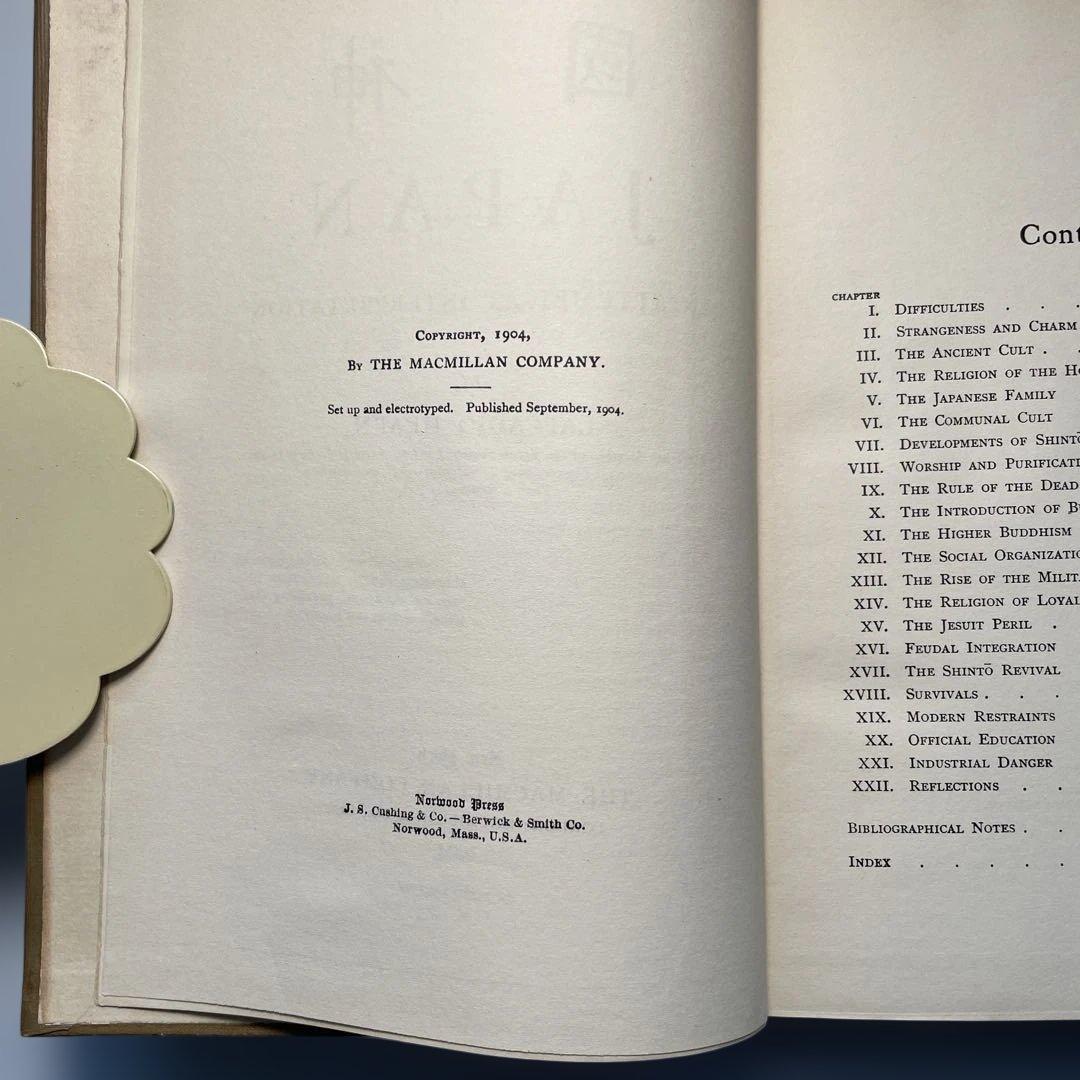 COPYRIGHT, 1904,
BY THE MACMILLAN COMPANY.
Set up and electrotyped. Published September, 1904.
Norwood Press
J. S. Cushing & Co. — Berwick & Smith Co.
Norwood, Mass., U.S.A.
Cont
CHAPTER
I. DIFFICULTIES . .
II. STRANGENESS AND CHARM
III. THE ANCIENT CULT . .
IV. THE RELIGION OF THE HO
V. THE JAPANESE FAMILY
VI. THE COMMUNAL CULT
VII. DEVELOPMENTS OF SHINTŌ
VIII. WORSHIP AND PURIFICATI
IX. THE RULE OF THE DEAD
X. THE INTRODUCTION OF BU
XI. THE HIGHER BUDDHISM
XII. THE SOCIAL ORGANIZATIO
XIII. THE RISE OF THE MILITA
XIV. THE RELIGION OF LOYAL
XV. THE JESUIT PERIL .
XVI. FEUDAL INTEGRATION
XVII. THE SHINTŌ REVIVAL
XVIII. SURVIVALS . . .
XIX. MODERN RESTRAINTS
XX. OFFICIAL EDUCATION
XXI. INDUSTRIAL DANGER
XXII. REFLECTIONS . .
BIBLIOGRAPHICAL NOTES . .
INDEX . . . . .